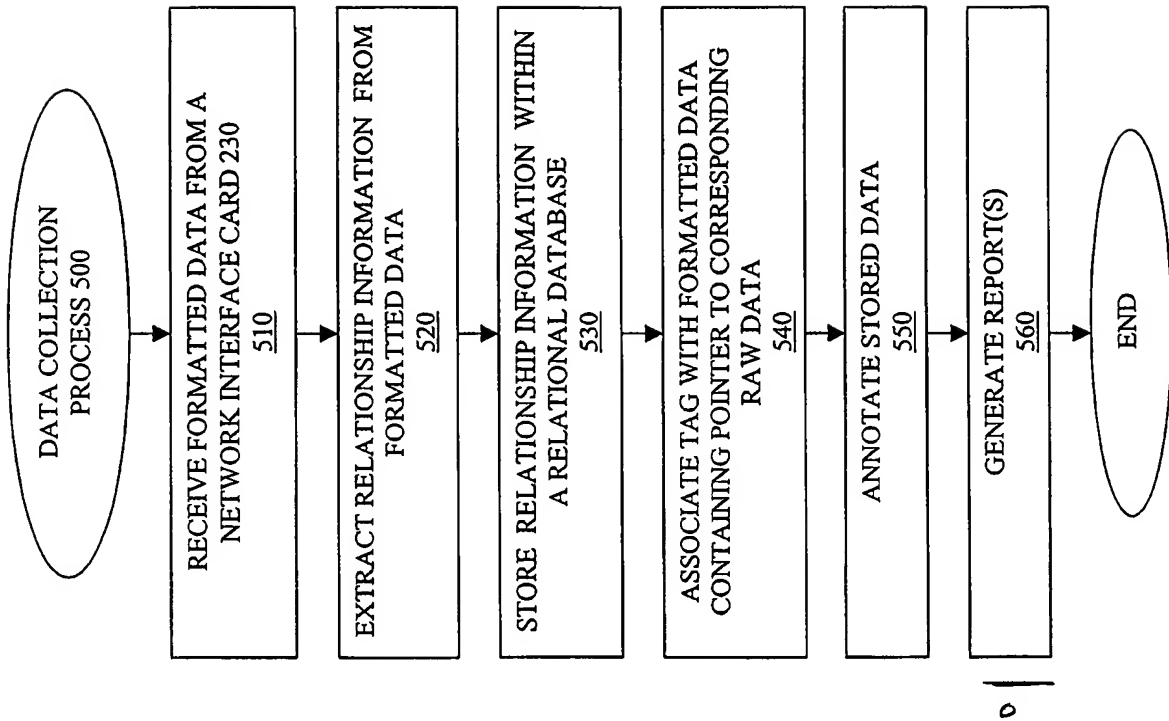 DATA COLLECTION
PROCESS 500
RECEIVE FORMATTED DATA FROM A
NETWORK INTERFACE CARD 230
510
EXTRACT RELATIONSHIP INFORMATION FROM
FORMATTED DATA
520
STORE RELATIONSHIP INFORMATION WITHIN
A RELATIONAL DATABASE
530
ASSOCIATE TAG WITH FORMATTED DATA
CONTAINING POINTER TO CORRESPONDING
RAW DATA
540
ANNOTATE STORED DATA
550
GENERATE REPORT(S)
560
END